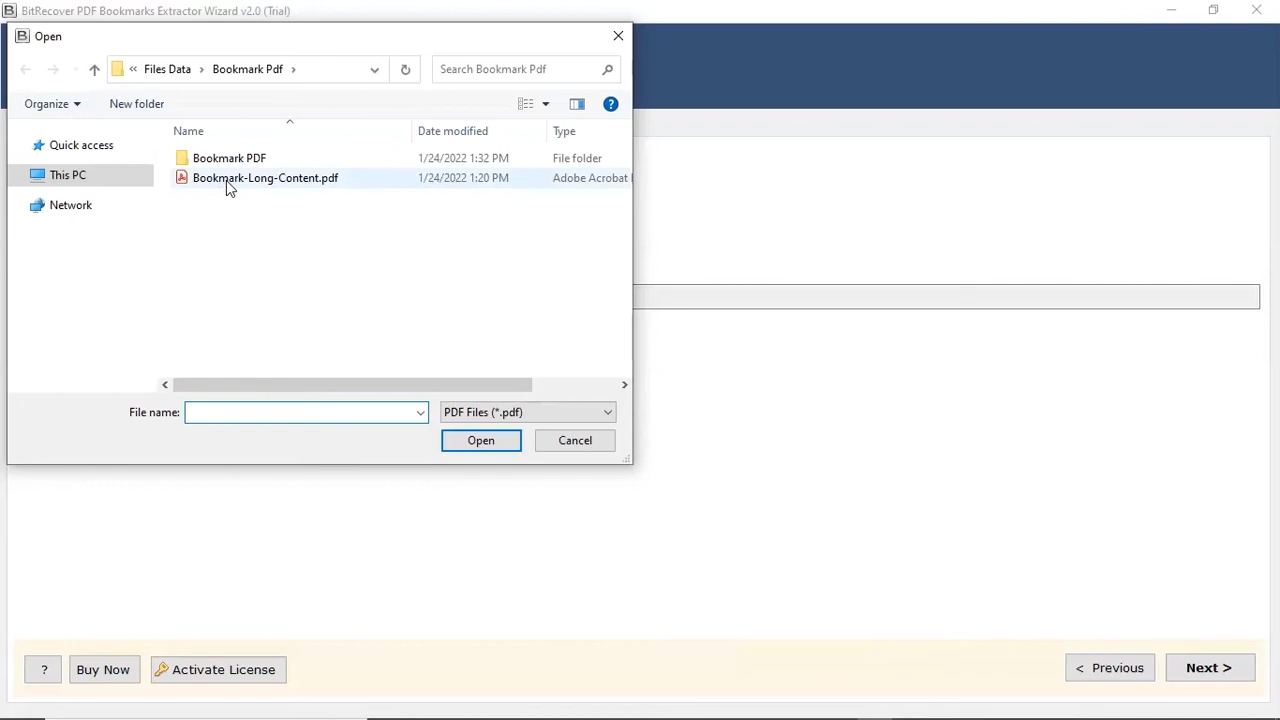 BitRecover PDF Bookmarks Extractor Wizard v2.0 (Trial)
Open
Files Data › Bookmark Pdf ›
Search Bookmark Pdf
Organize
New folder
Name
Date modified
Type
Quick access
This PC
Network
Bookmark PDF 1/24/2022 1:32 PM File folder
Bookmark-Long-Content.pdf 1/24/2022 1:20 PM Adobe Acrobat
File name:
PDF Files (*.pdf)
Open
Cancel
?
Buy Now
Activate License
< Previous
Next >